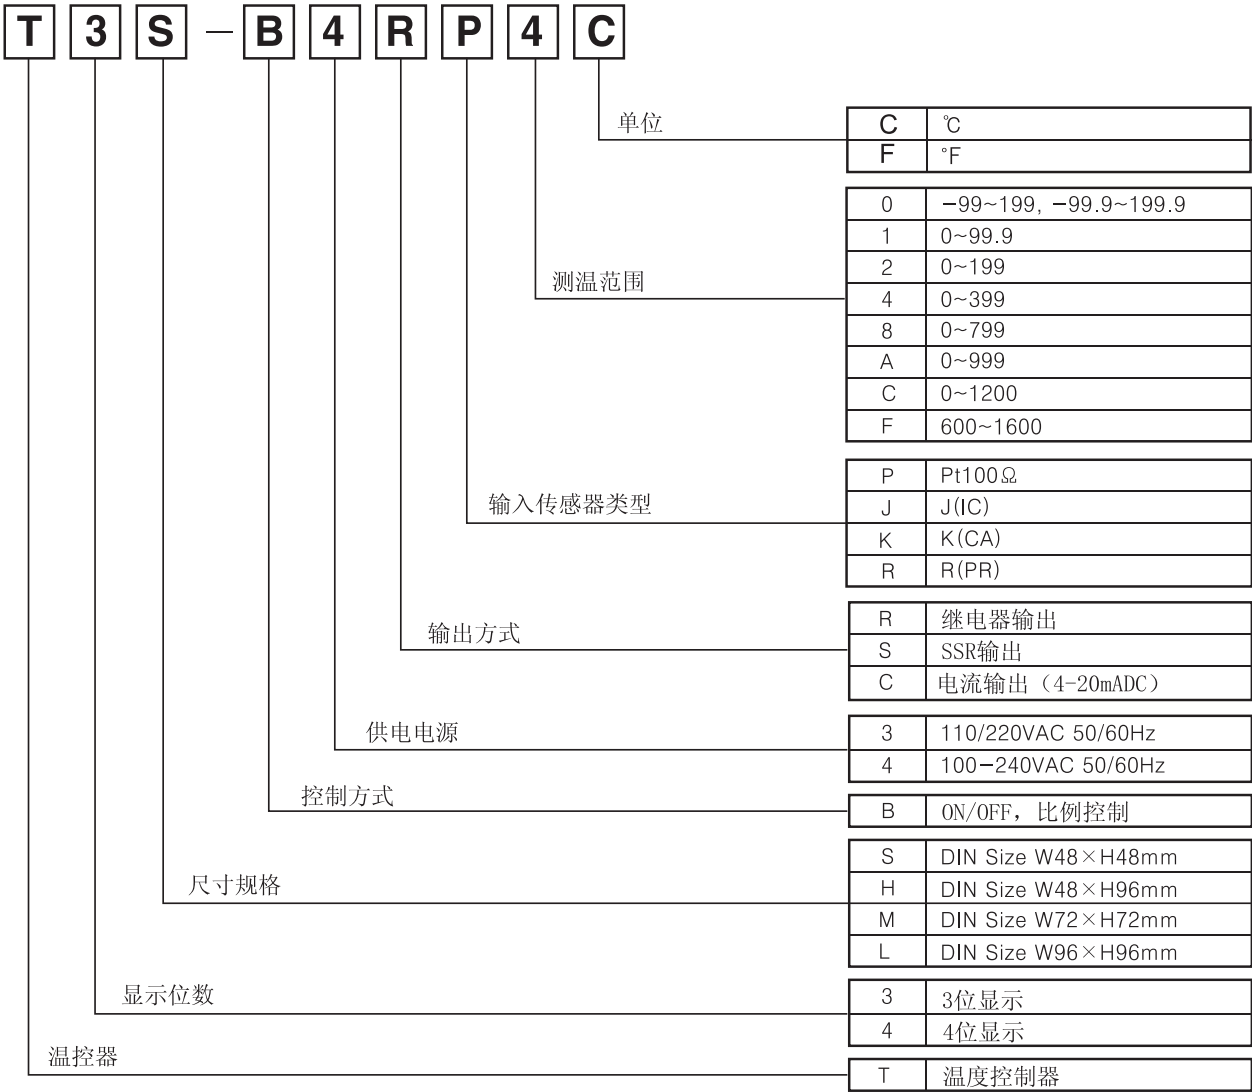 T 3 S － B 4 R P 4 C
单位
C ℃
F °F
0 −99~199, −99.9~199.9
1 0~99.9
2 0~199
测温范围
4 0~399
8 0~799
A 0~999
C 0~1200
F 600~1600
P Pt100Ω
输入传感器类型
J J(IC)
K K(CA)
R R(PR)
R 继电器输出
输出方式
S SSR输出
C 电流输出（4-20mADC）
供电电源
3 110/220VAC 50/60Hz
4 100−240VAC 50/60Hz
控制方式
B ON/OFF，比例控制
S DIN Size W48×H48mm
尺寸规格
H DIN Size W48×H96mm
M DIN Size W72×H72mm
L DIN Size W96×H96mm
显示位数
3 3位显示
4 4位显示
温控器
T 温度控制器